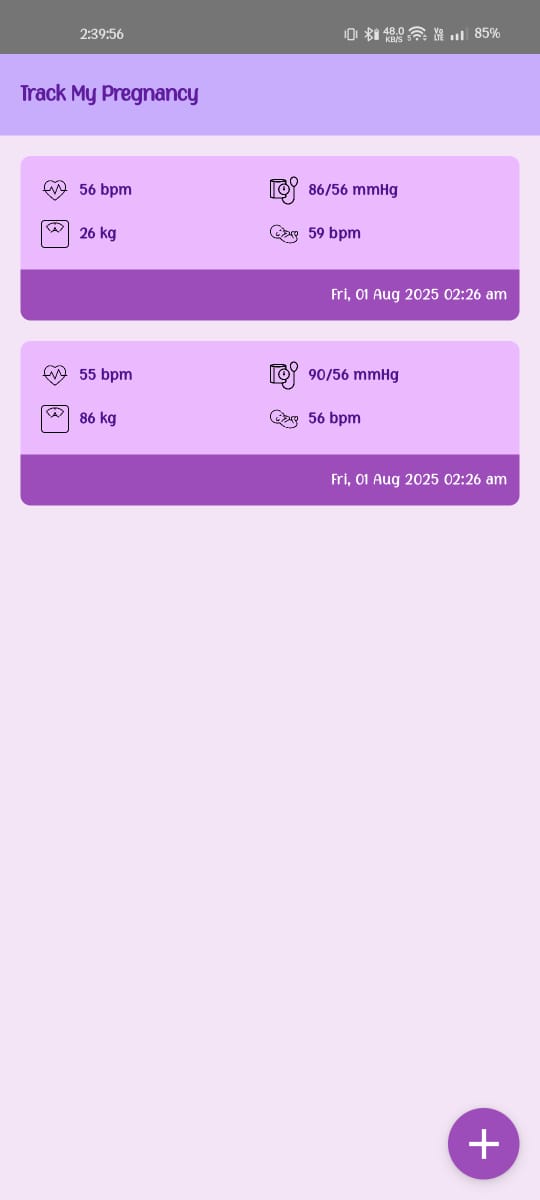 2:39:56 48.0 KB/S 5 Vo LTE 85%
Track My Pregnancy
56 bpm 86/56 mmHg
26 kg 59 bpm
Fri, 01 Aug 2025 02:26 am
55 bpm 90/56 mmHg
86 kg 56 bpm
Fri, 01 Aug 2025 02:26 am